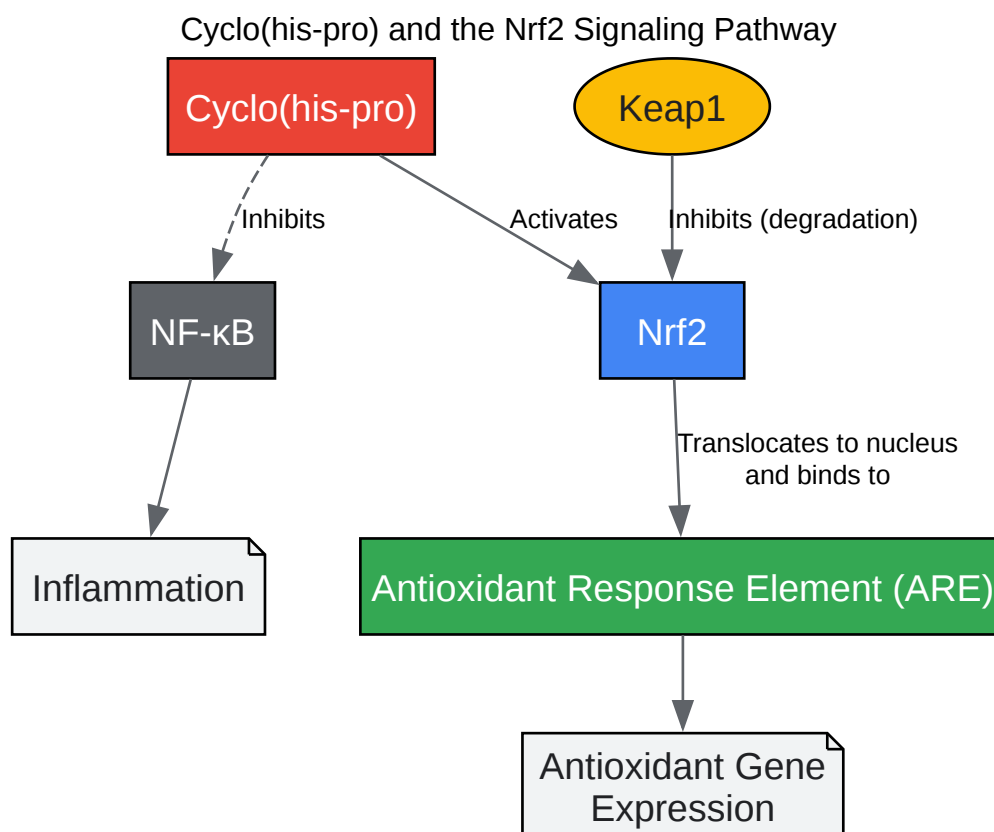 Cyclo(his-pro) and the Nrf2 Signaling Pathway
Cyclo(his-pro)
Keap1
Inhibits
Activates
Inhibits (degradation)
NF-κB
Nrf2
Translocates to nucleus
and binds to
Inflammation
Antioxidant Response Element (ARE)
Antioxidant Gene
Expression